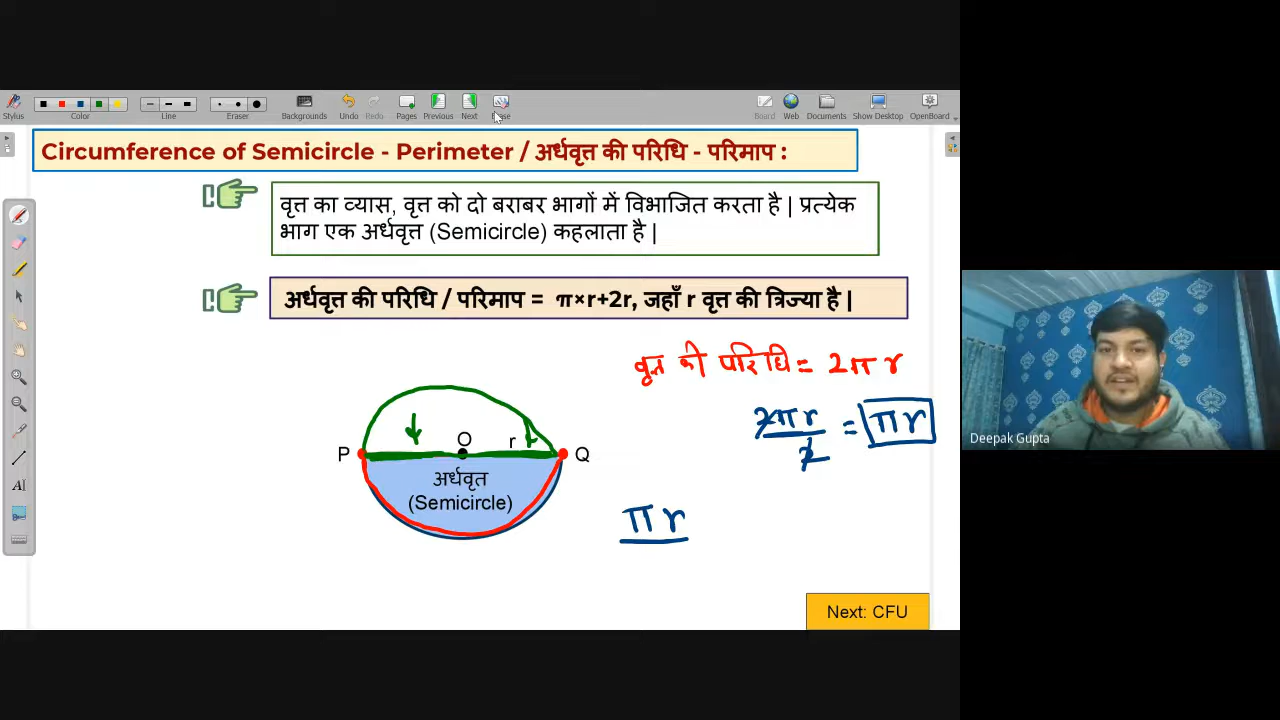 Stylus
Color
Line
Eraser
Backgrounds
Undo
Redo
Pages
Previous
Next
Board
Web
Documents
Show Desktop
OpenBoard
Circumference of Semicircle - Perimeter / अर्धवृत्त की परिधि - परिमाप :
वृत्त का व्यास, वृत्त को दो बराबर भागों में विभाजित करता है | प्रत्येक
भाग एक अर्धवृत्त (Semicircle) कहलाता है |
अर्धवृत्त की परिधि / परिमाप = π×r+2r, जहाँ r वृत्त की त्रिज्या है |
वृत्त की परिधि = 2πr
2πr/2 = πr
O
r
P
Q
अर्धवृत
(Semicircle)
πr
Next: CFU
Deepak Gupta